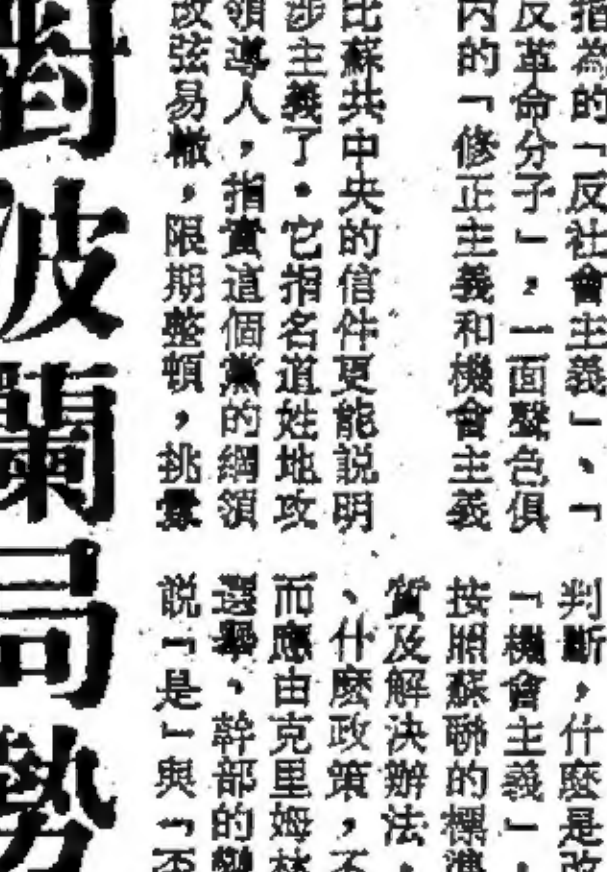 指為的「反社會主義」、「
反革命分子」，一面聲色俱
內的「修正主義和機會主義
比蘇共中央的信件更能說明
涉主義了。它指名道姓地攻
領導人，指責這個黨的綱領
改弦易轍，限期整頓，挑
對波蘭局勢
判斷，什麼是改
「機會主義」，
按照蘇聯的標準
質及解決辦法，
、什麼政策，不
而應由克里姆林
選舉、幹部的
說「是」與「否